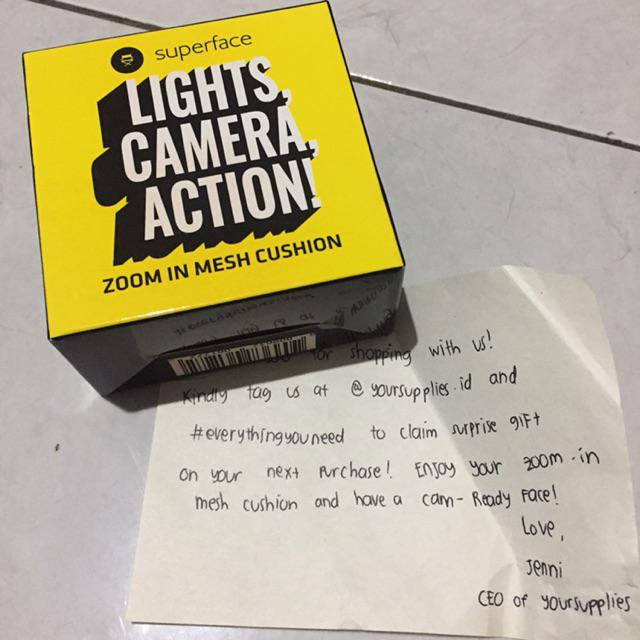 superface
LIGHTS,
CAMERA,
ACTION!
ZOOM IN MESH CUSHION
for shopping with us!
Kindly tag us at @yoursupplies.id and
#everythingyouneed to claim surprise gift
on your next purchase! Enjoy your zoom-in
mesh cushion and have a cam-Ready Face!
Love,
Jenni
CEO of yoursupplies